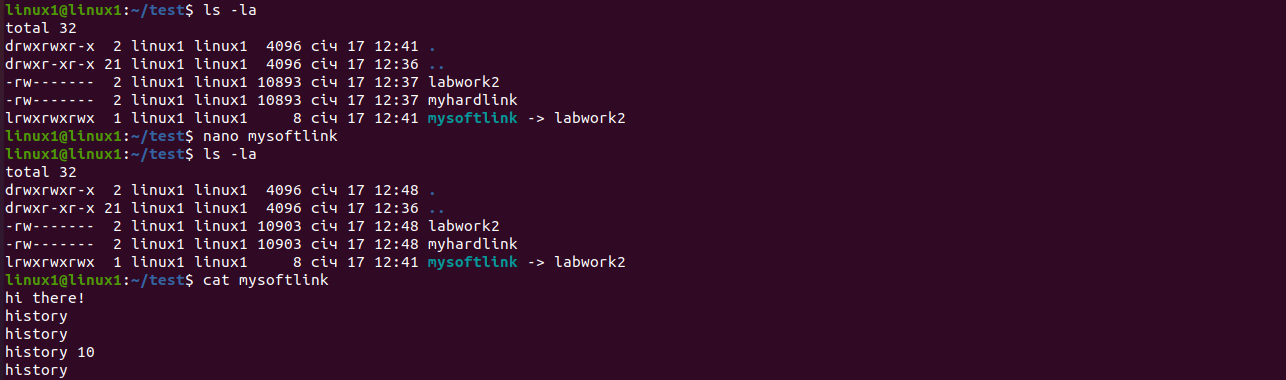 linux1@linux1:~/test$ ls -la
total 32
drwxrwxr-x  2 linux1 linux1  4096 січ 17 12:41 .
drwxr-xr-x 21 linux1 linux1  4096 січ 17 12:36 ..
-rw-------  2 linux1 linux1 10893 січ 17 12:37 labwork2
-rw-------  2 linux1 linux1 10893 січ 17 12:37 myhardlink
lrwxrwxrwx  1 linux1 linux1     8 січ 17 12:41 mysoftlink -> labwork2
linux1@linux1:~/test$ nano mysoftlink
linux1@linux1:~/test$ ls -la
total 32
drwxrwxr-x  2 linux1 linux1  4096 січ 17 12:48 .
drwxr-xr-x 21 linux1 linux1  4096 січ 17 12:36 ..
-rw-------  2 linux1 linux1 10903 січ 17 12:48 labwork2
-rw-------  2 linux1 linux1 10903 січ 17 12:48 myhardlink
lrwxrwxrwx  1 linux1 linux1     8 січ 17 12:41 mysoftlink -> labwork2
linux1@linux1:~/test$ cat mysoftlink
hi there!
history
history
history 10
history